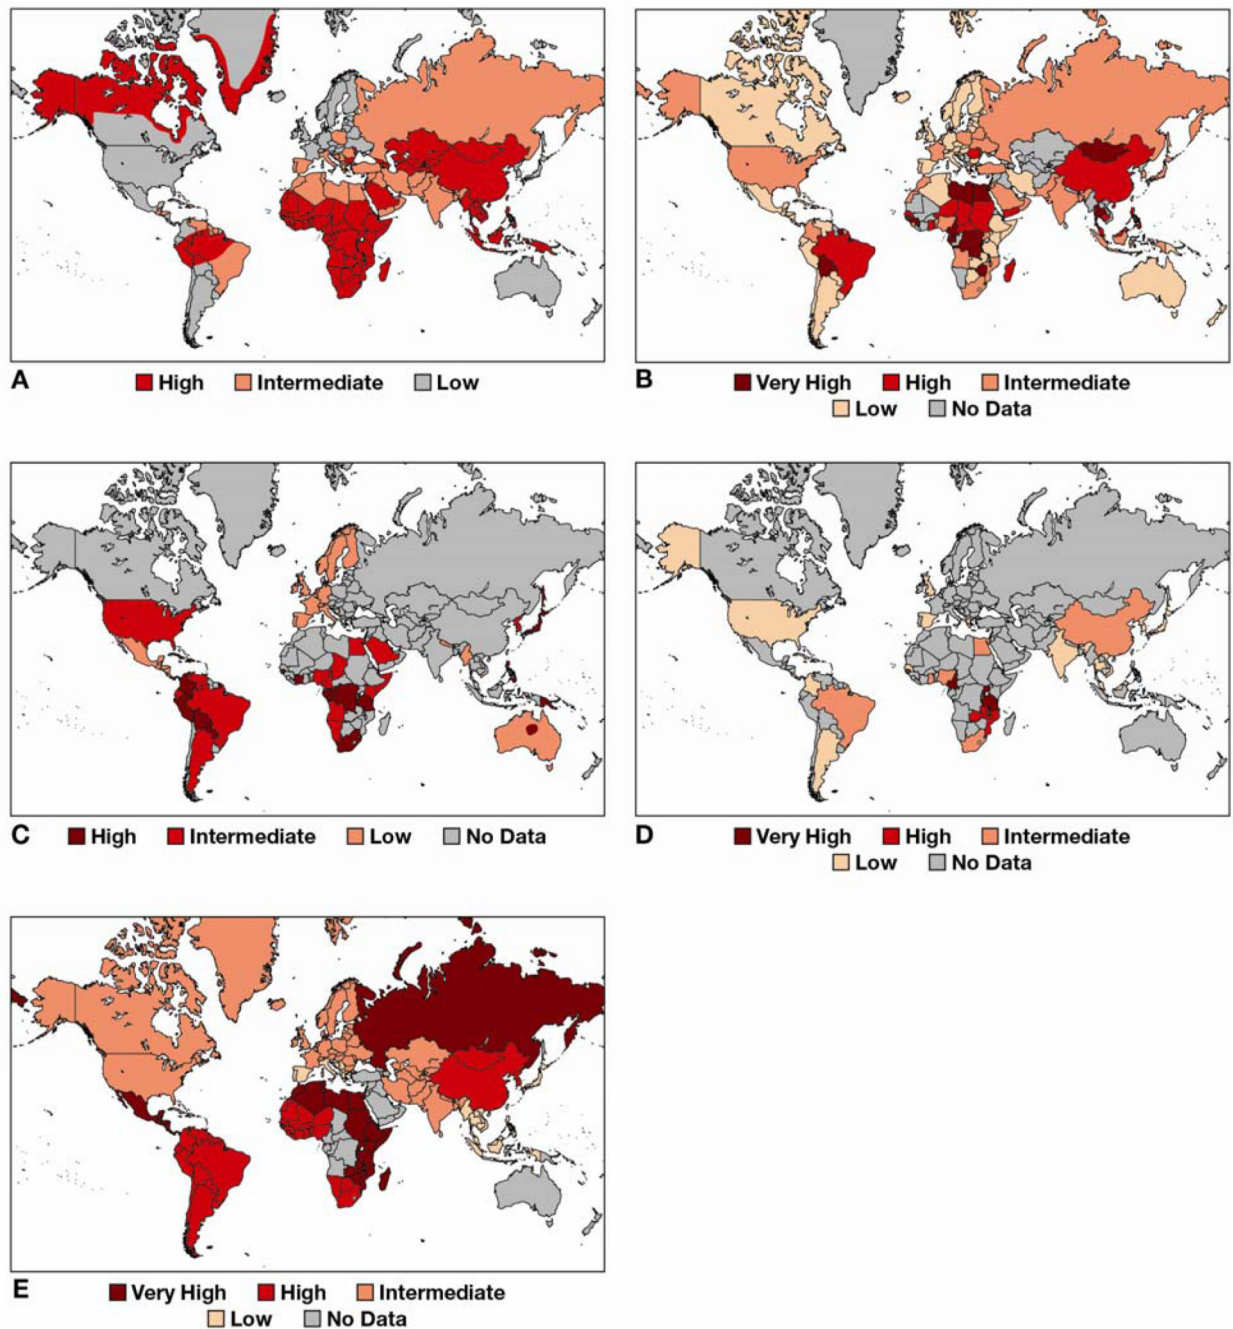 A
High Intermediate Low
B
Very High High Intermediate
Low No Data
C
High Intermediate Low No Data
D
Very High High Intermediate
Low No Data
E
Very High High Intermediate
Low No Data